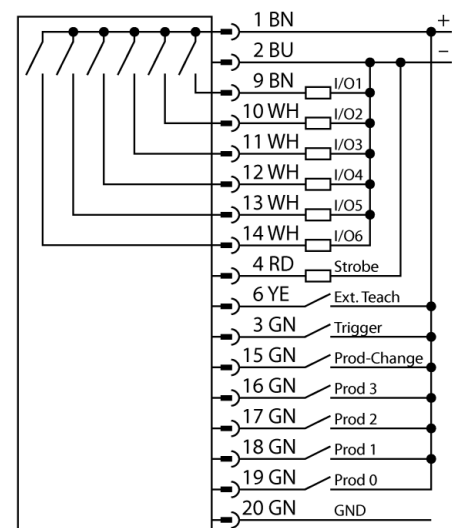 1 BN +
2 BU −
9 BN I/O1
10 WH I/O2
11 WH I/O3
12 WH I/O4
13 WH I/O5
14 WH I/O6
4 RD Strobe
6 YE Ext. Teach
3 GN Trigger
15 GN Prod-Change
16 GN Prod 3
17 GN Prod 2
18 GN Prod 1
19 GN Prod 0
20 GN GND